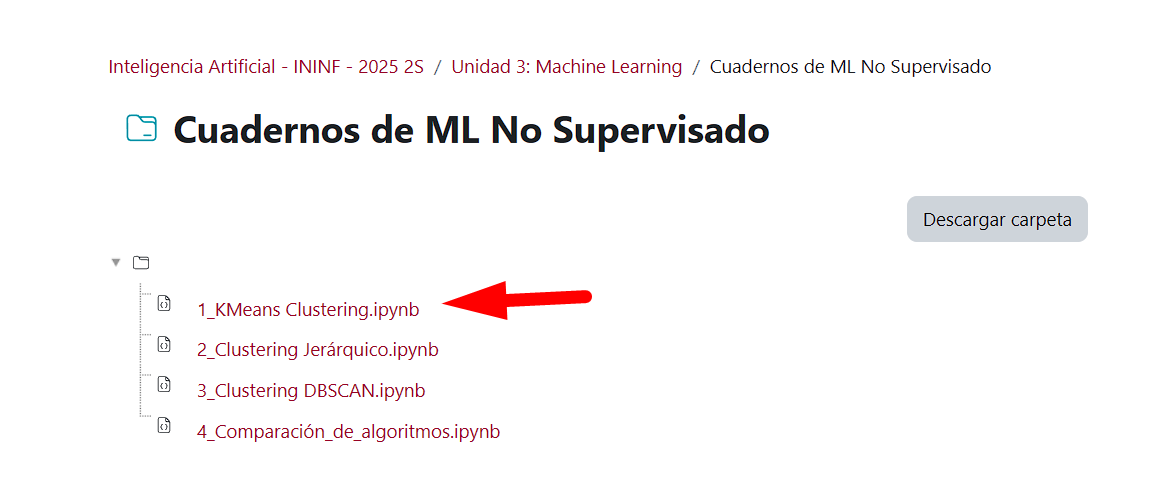 Inteligencia Artificial - ININF - 2025 2S / Unidad 3: Machine Learning / Cuadernos de ML No Supervisado
Cuadernos de ML No Supervisado
Descargar carpeta
1_KMeans Clustering.ipynb
2_Clustering Jerárquico.ipynb
3_Clustering DBSCAN.ipynb
4_Comparación_de_algoritmos.ipynb